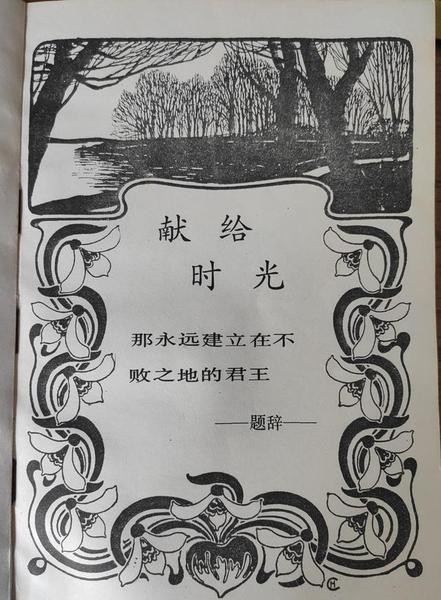 献给
时光
那永远建立在不
败之地的君王
——题辞——